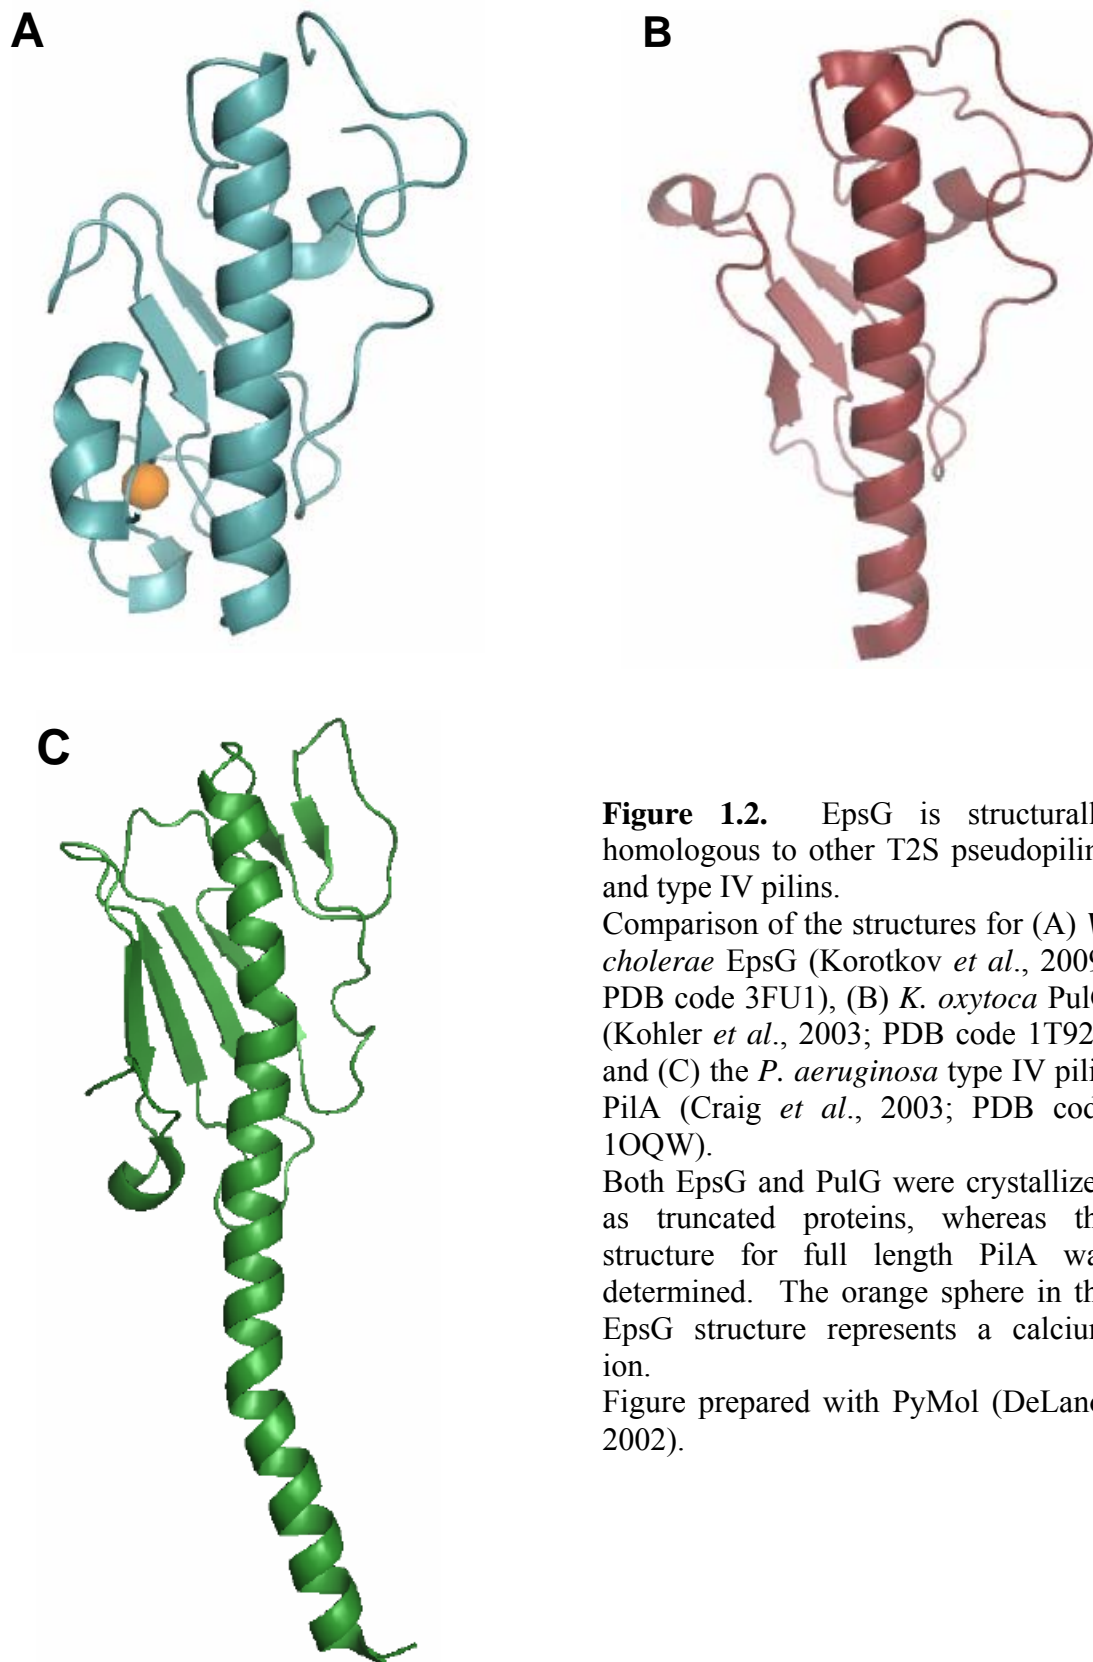 A
B
C
Figure 1.2. EpsG is structurall
homologous to other T2S pseudopilin
and type IV pilins.
Comparison of the structures for (A) V
cholerae EpsG (Korotkov et al., 2009
PDB code 3FU1), (B) K. oxytoca Pul
(Kohler et al., 2003; PDB code 1T92
and (C) the P. aeruginosa type IV pili
PilA (Craig et al., 2003; PDB cod
1OQW).
Both EpsG and PulG were crystallize
as truncated proteins, whereas th
structure for full length PilA wa
determined. The orange sphere in th
EpsG structure represents a calciu
ion.
Figure prepared with PyMol (DeLan
2002).